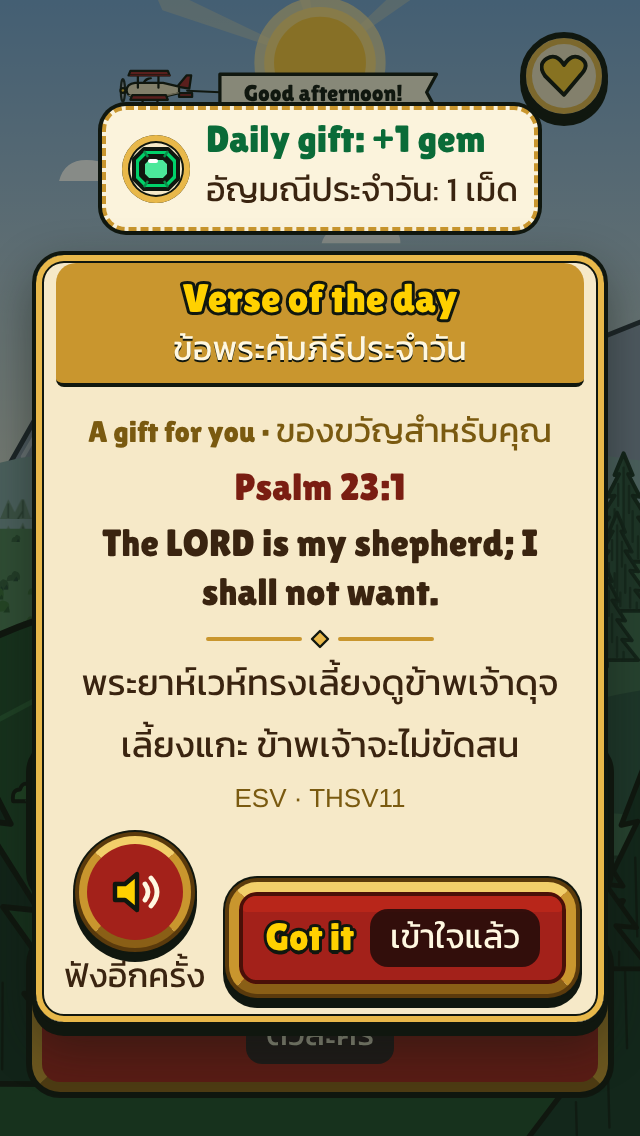 Good afternoon!
Daily gift: +1 gem
อัญมณีประจำวัน: 1 เม็ด
Verse of the day
ข้อพระคัมภีร์ประจำวัน
A gift for you · ของขวัญสำหรับคุณ
Psalm 23:1
The LORD is my shepherd; I
shall not want.
พระยาห์เวห์ทรงเลี้ยงดูข้าพเจ้าดุจ
เลี้ยงแกะ ข้าพเจ้าจะไม่ขัดสน
ESV · THSV11
Got it เข้าใจแล้ว
ฟังอีกครั้ง